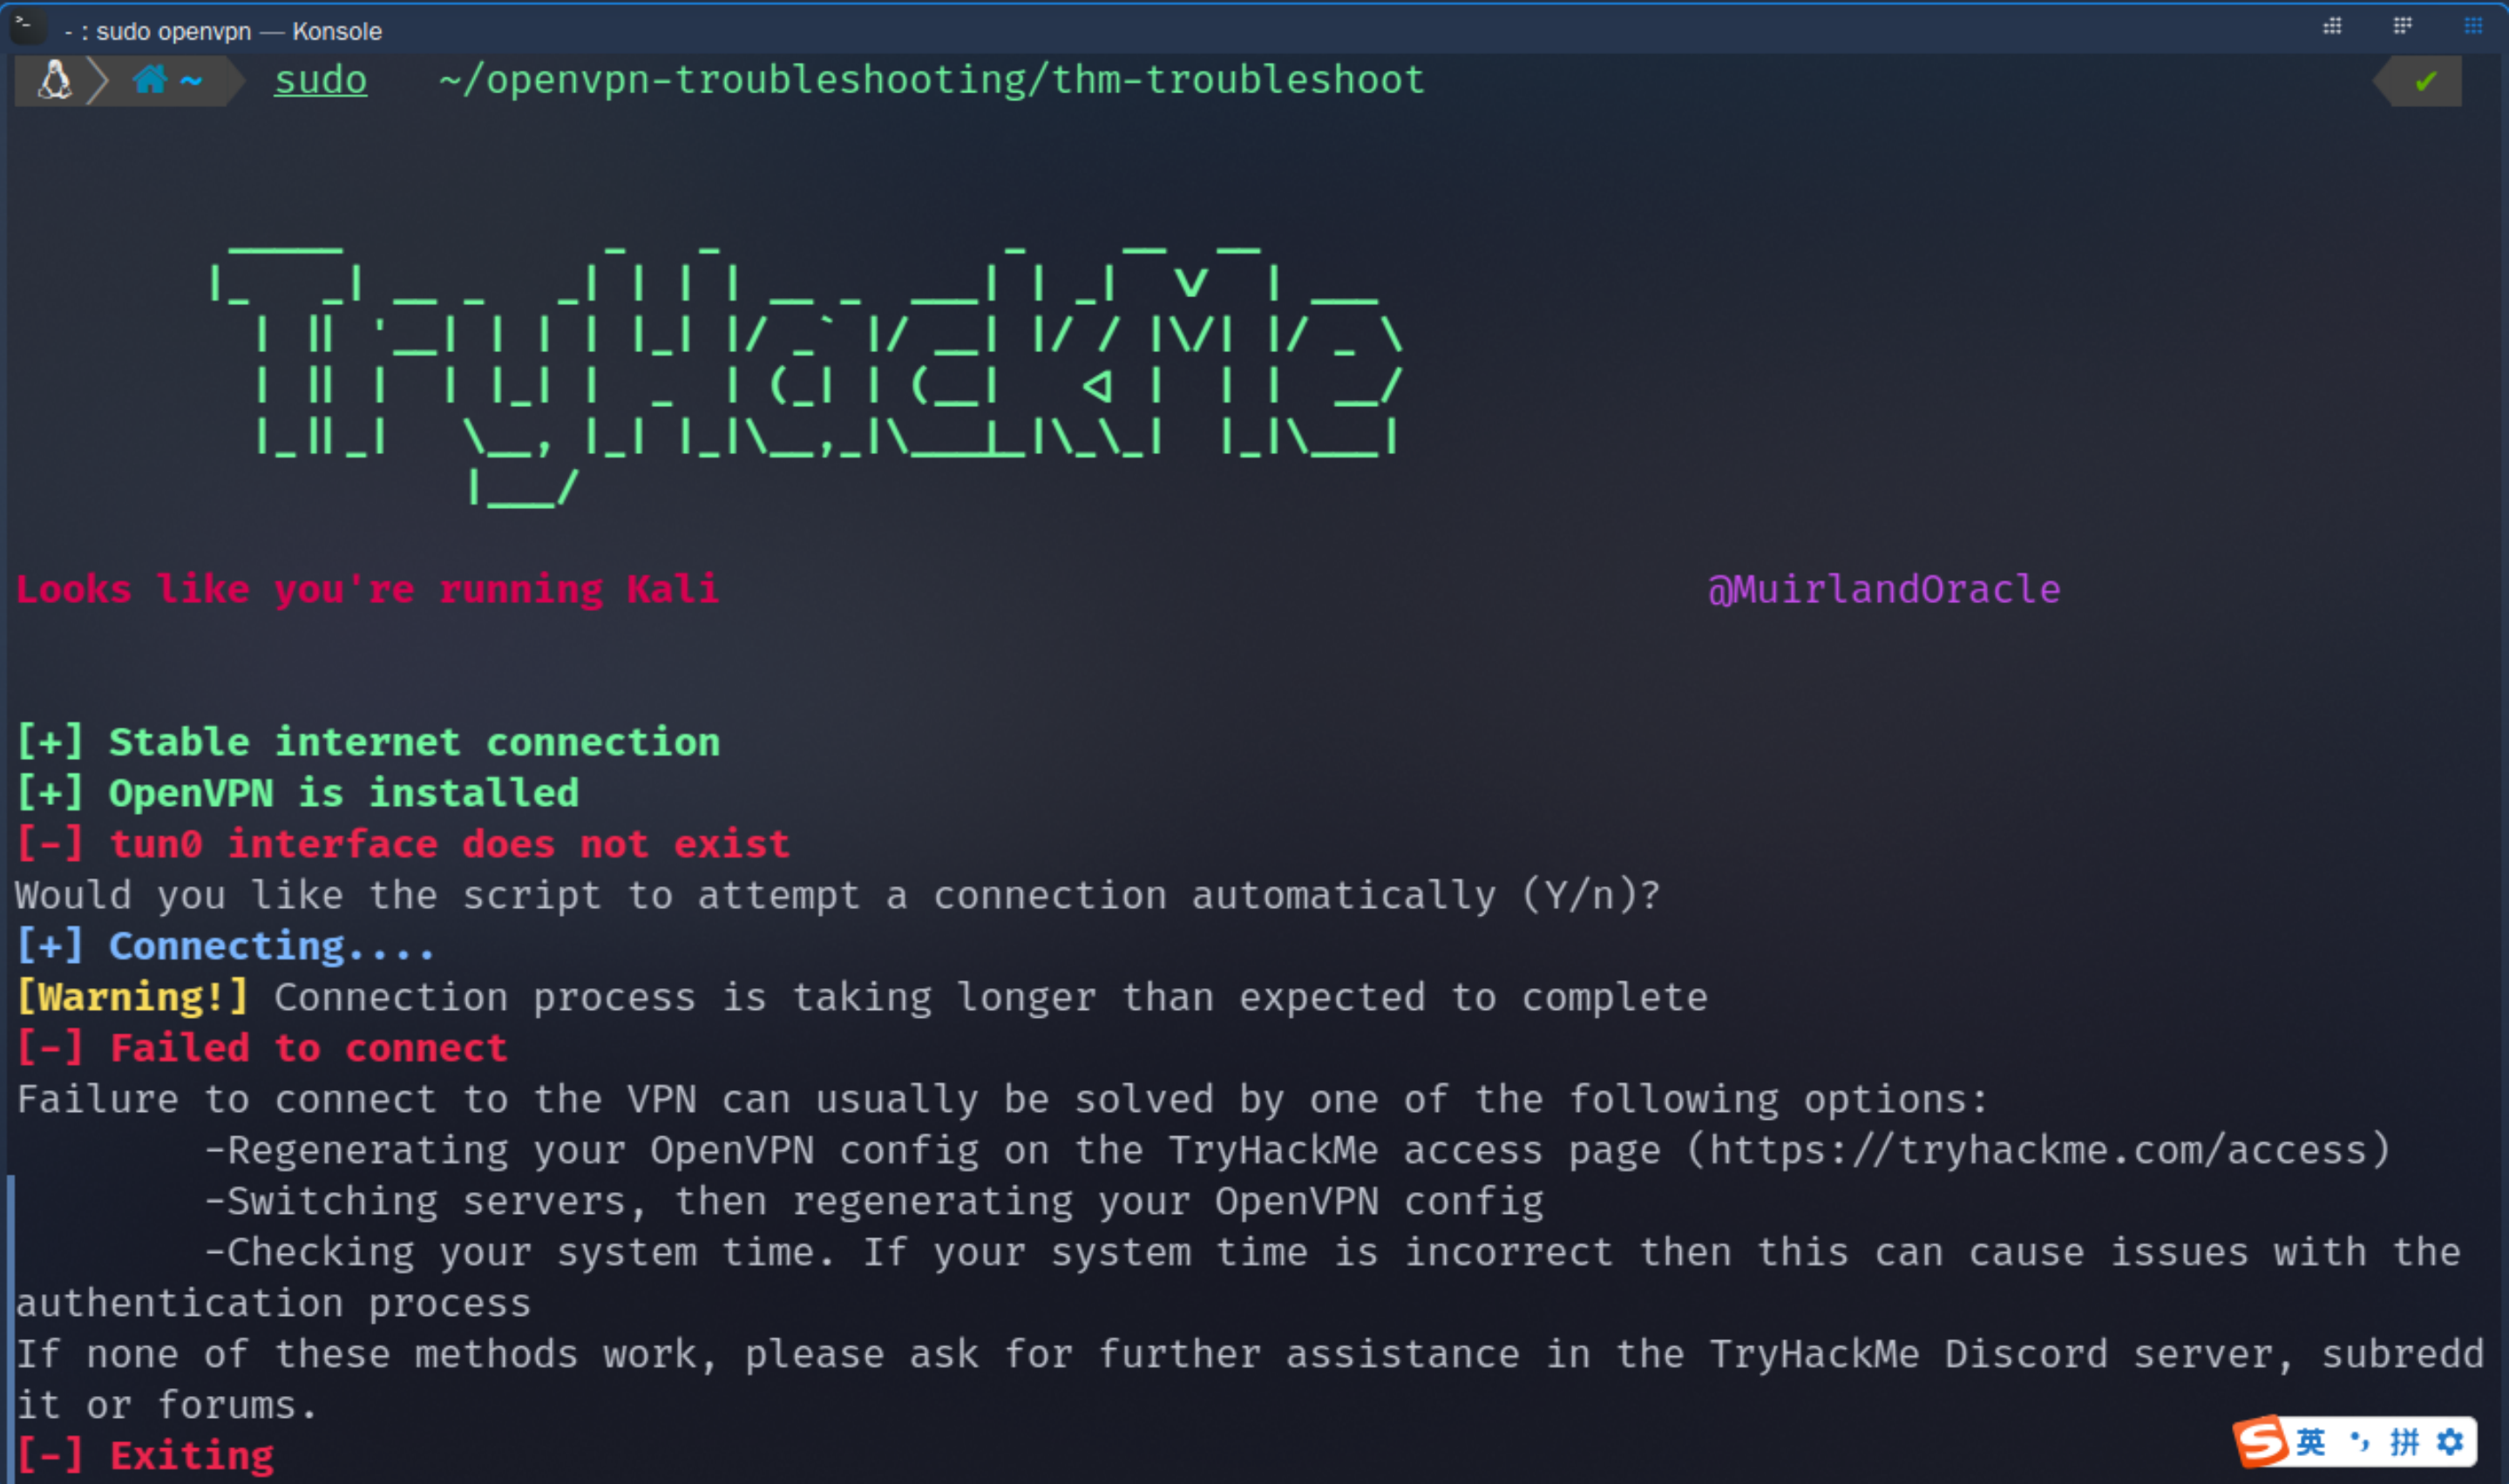 - : sudo openvpn — Konsole
~ sudo ~/openvpn-troubleshooting/thm-troubleshoot ✔
TryHackMe
Looks like you're running Kali @MuirlandOracle
[+] Stable internet connection
[+] OpenVPN is installed
[-] tun0 interface does not exist
Would you like the script to attempt a connection automatically (Y/n)?
[+] Connecting....
[Warning!] Connection process is taking longer than expected to complete
[-] Failed to connect
Failure to connect to the VPN can usually be solved by one of the following options:
-Regenerating your OpenVPN config on the TryHackMe access page (https://tryhackme.com/access)
-Switching servers, then regenerating your OpenVPN config
-Checking your system time. If your system time is incorrect then this can cause issues with the
authentication process
If none of these methods work, please ask for further assistance in the TryHackMe Discord server, subredd
it or forums.
[-] Exiting
S 英 拼